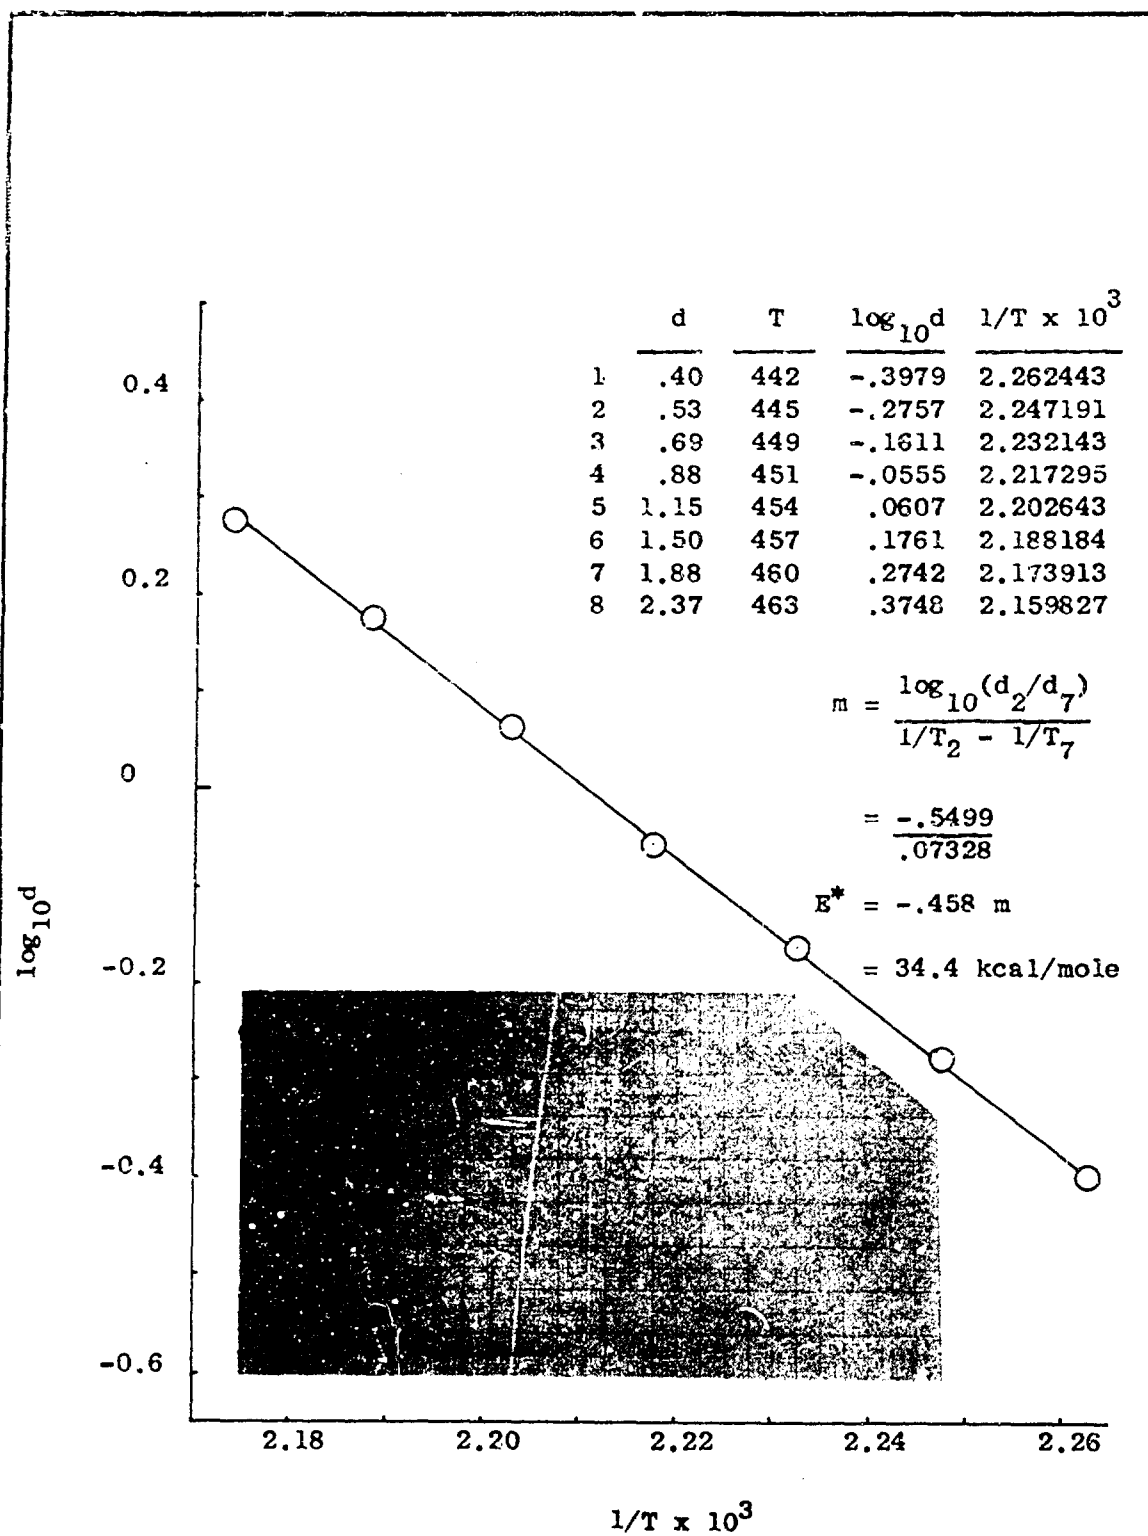 d T log10d 1/T x 10^3
1 .40 442 -.3979 2.262443
2 .53 445 -.2757 2.247191
3 .69 449 -.1611 2.232143
4 .88 451 -.0555 2.217295
5 1.15 454 .0607 2.202643
6 1.50 457 .1761 2.188184
7 1.88 460 .2742 2.173913
8 2.37 463 .3748 2.159827
m = log10(d2/d7)
1/T2 - 1/T7
= -.5499
.07328
E* = -.458 m
= 34.4 kcal/mole
0.4
0.2
0
-0.2
-0.4
-0.6
log10d
2.18 2.20 2.22 2.24 2.26
1/T x 10^3